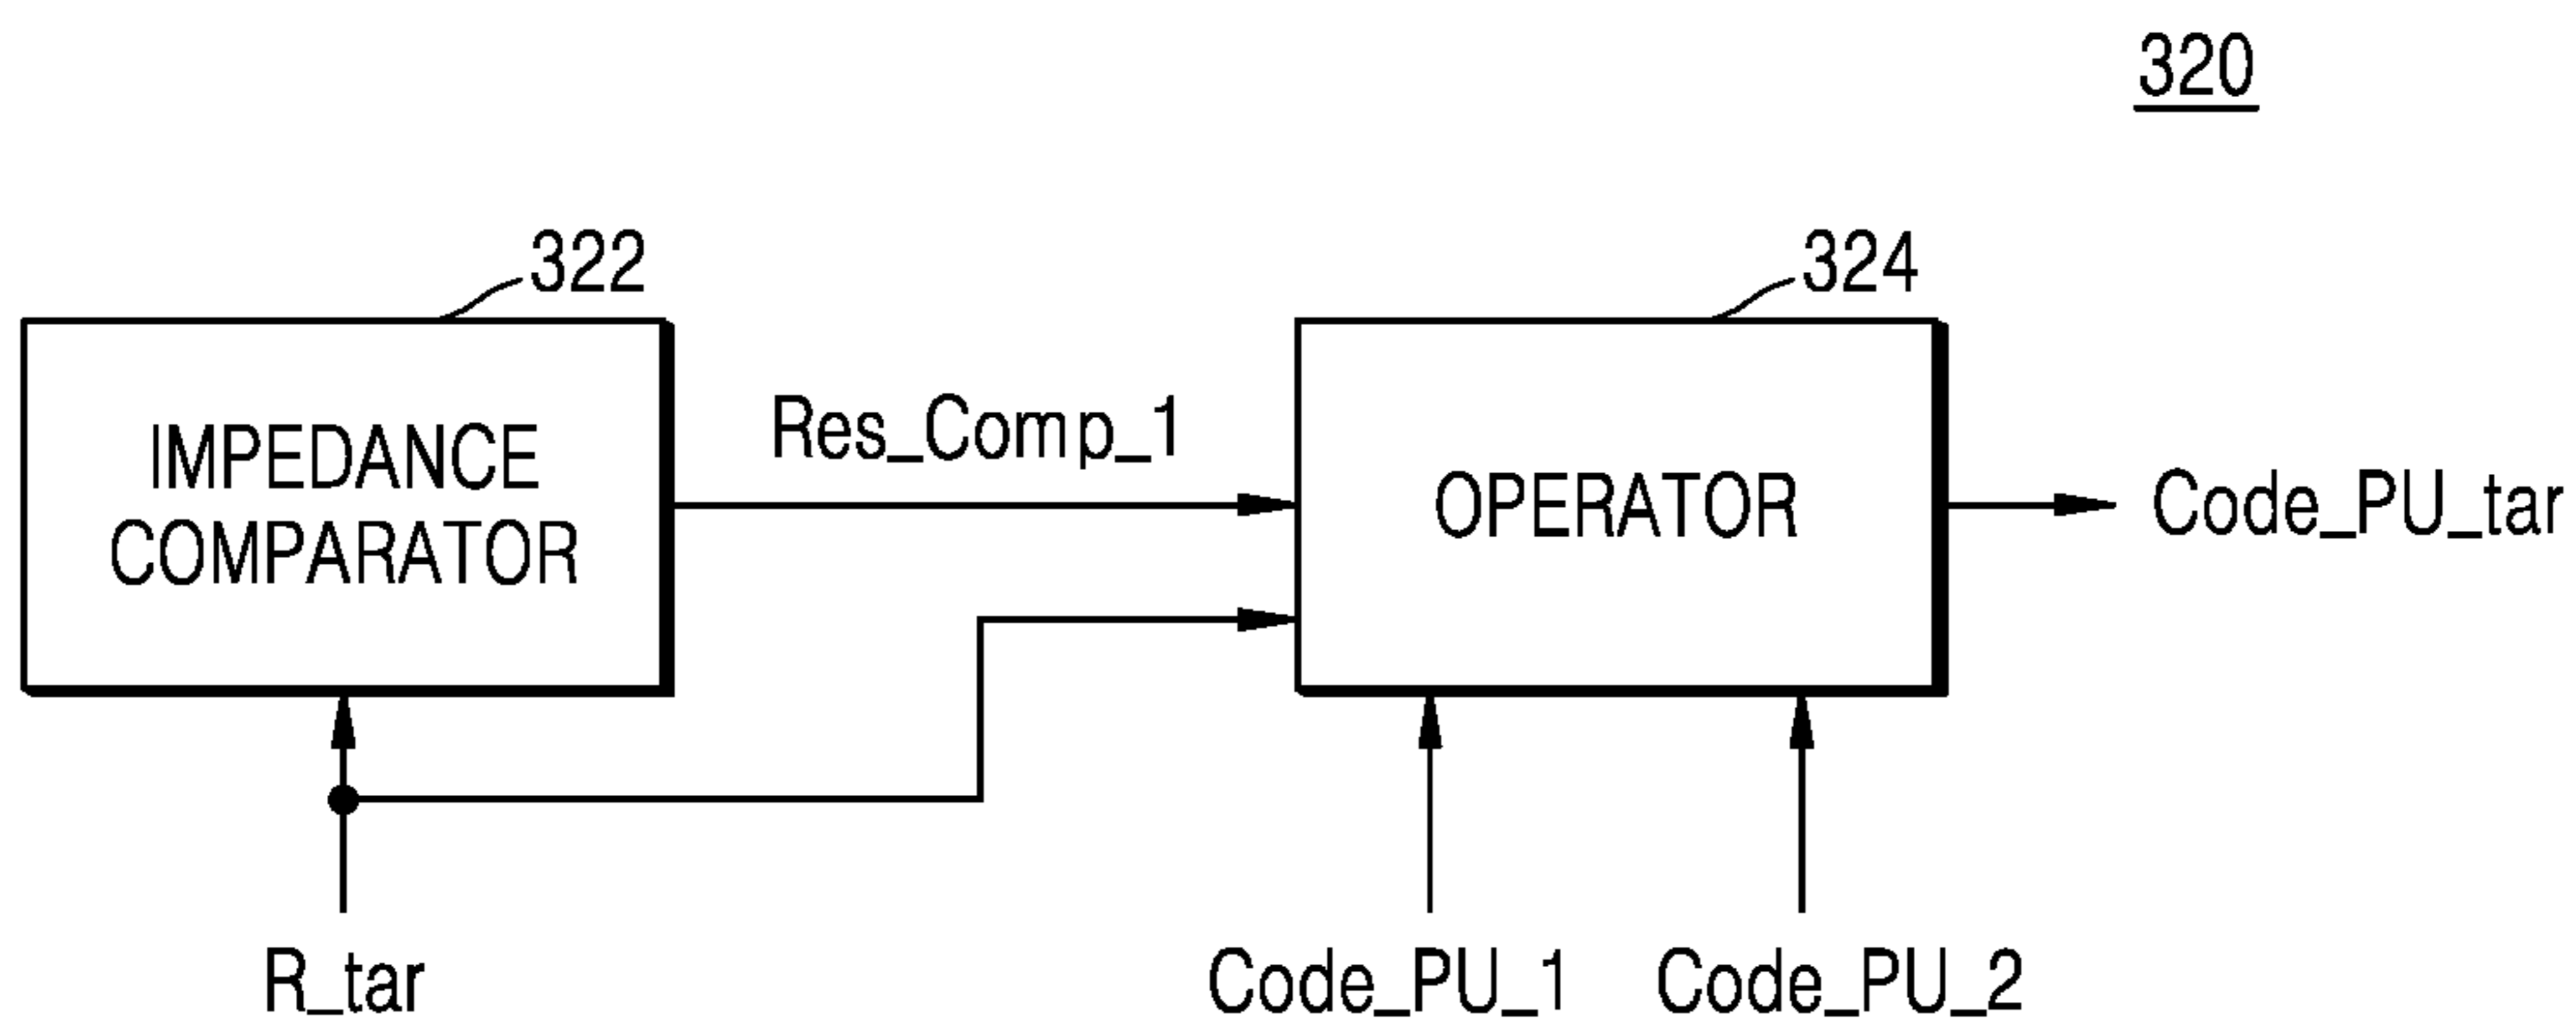 320
322
324
IMPEDANCE
COMPARATOR
Res_Comp_1
OPERATOR
Code_PU_tar
R_tar
Code_PU_1
Code_PU_2